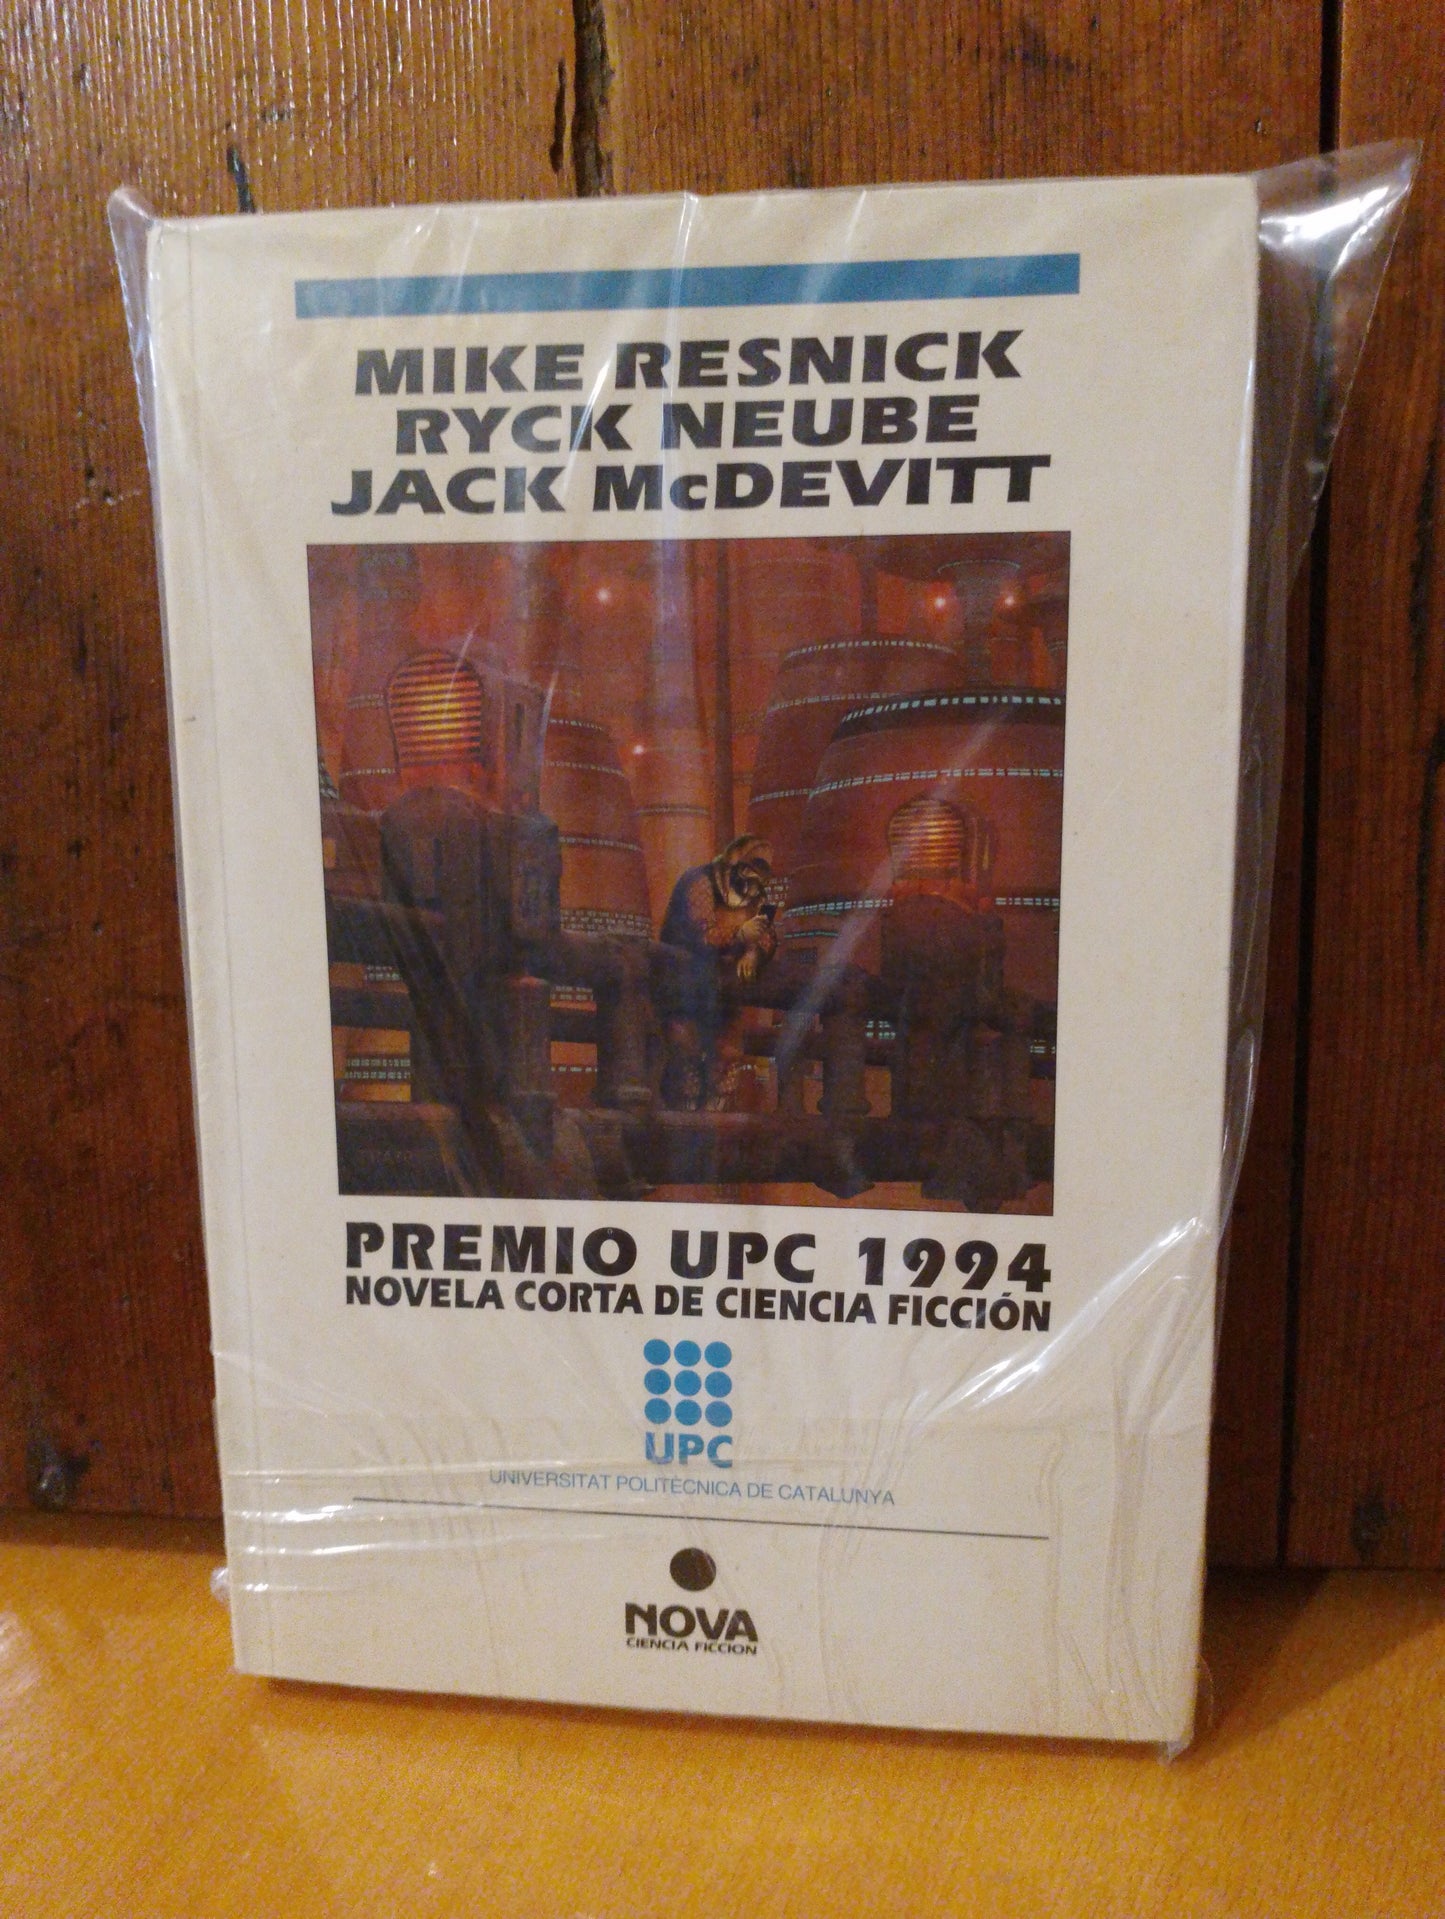 MIKE RESNICK
RYCK NEUBE
JACK McDEVITT
PREMIO UPC 1994
NOVELA CORTA DE CIENCIA FICCIÓN
UPC
UNIVERSITAT POLITÈCNICA DE CATALUNYA
NOVA
CIENCIA FICCION